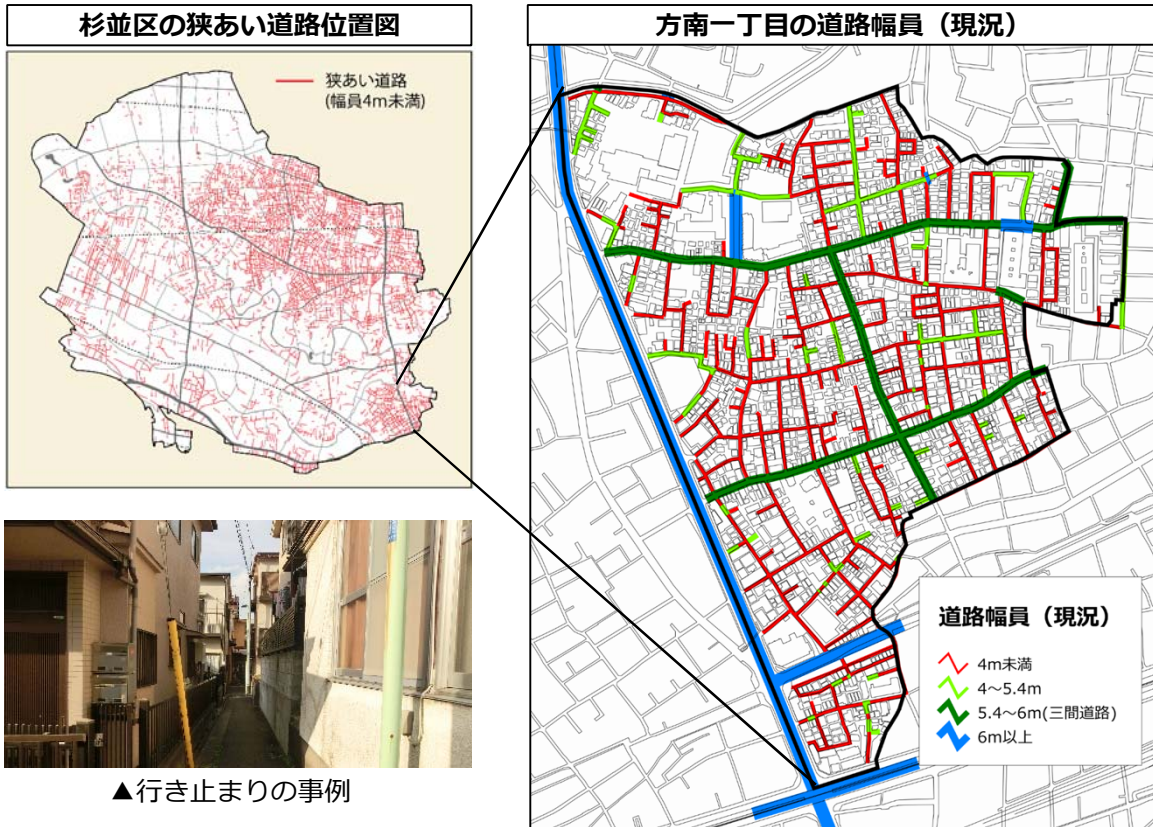 杉並区の狭あい道路位置図
狭あい道路
(幅員4m未満)
▲行き止まりの事例
方南一丁目の道路幅員（現況）
道路幅員（現況）
4m未満
4～5.4m
5.4～6m(三間道路)
6m以上